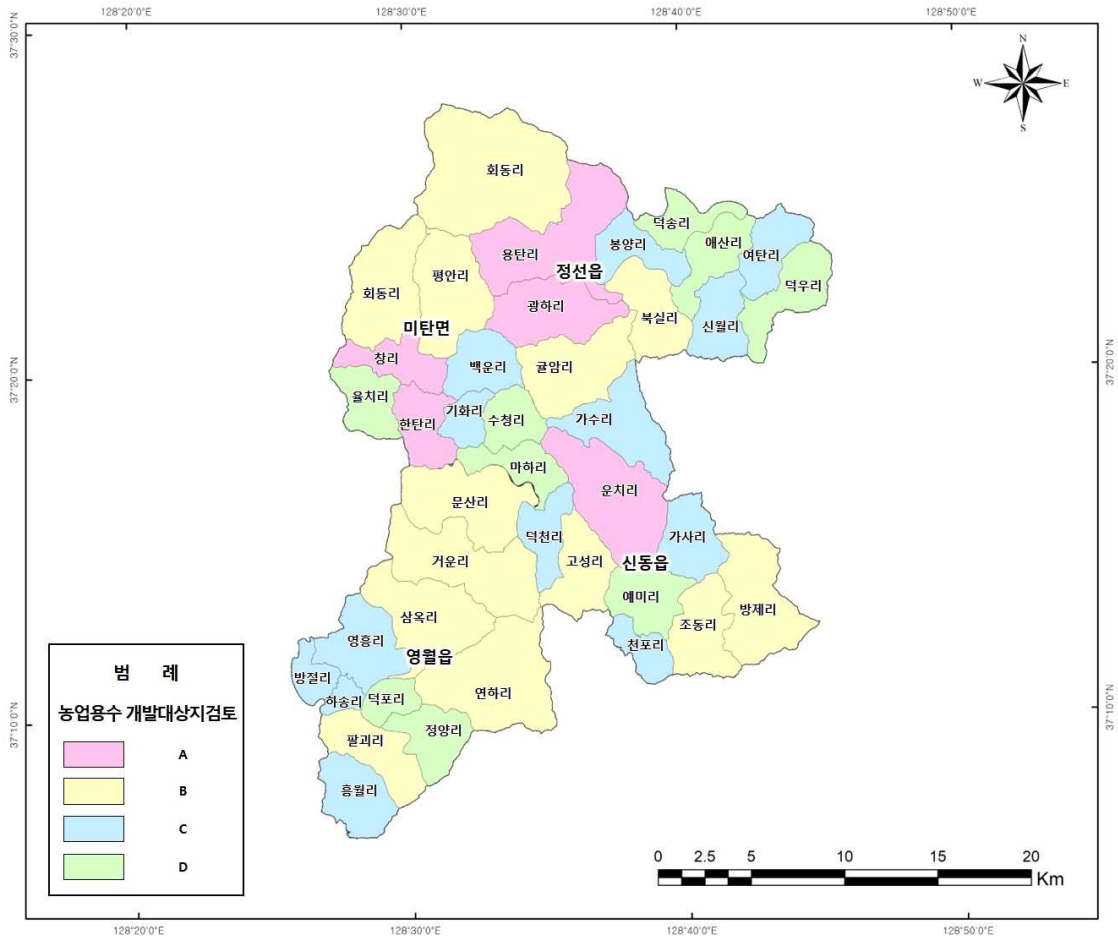 128°20'0"E 128°30'0"E 128°40'0"E 128°50'0"E
37°30'0"N
N
W E
S
회동리
덕송리
봉양리 애산리
용탄리 여탄리
정선읍
평안리 덕우리
회동리
광하리
북실리
미탄면 신월리
37°20'0"N
창리 백운리 귤암리
37°20'0"N
율치리
기화리 수청리 가수리
한탄리
마하리
운치리
문산리
덕천리 가사리
거운리 고성리 신동읍
예미리
방제리
삼옥리 조동리
영흥리 천포리
영월읍
방절리
연하리
하송리 덕포리
37°10'0"N
정양리
37°10'0"N
팔괴리
흥월리
범 례
농업용수 개발대상지검토
A
B
C
D
0 2.5 5 10 15 20
Km
128°20'0"E 128°30'0"E 128°40'0"E 128°50'0"E